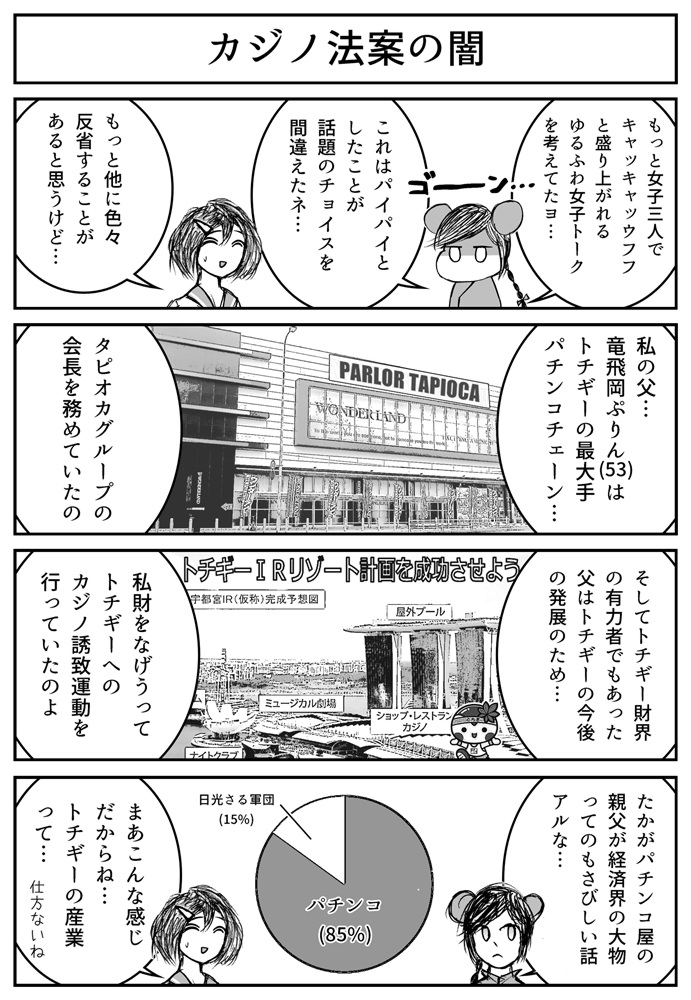 カジノ法案の闇
もっと女子三人で
キャッキャッウフフ
と盛り上がれる
ゆるふわ女子トーク
を考えてたヨ…
ゴーン…
これはパイパイと
したことが
話題のチョイスを
間違えたネ…
もっと他に色々
反省することが
あると思うけど…
私の父…
竜飛岡ぷりん(53)は
トチギーの最大手
パチンコチェーン…
PARLOR TAPIOCA
WONDERLAND
タピオカグループの
会長を務めていたの
そしてトチギー財界
の有力者でもあった
父はトチギーの今後
の発展のため…
トチギーIRリゾート計画を成功させよう
宇都宮IR(仮称)完成予想図
屋外プール
ミュージカル劇場
ショップ・レストラン
カジノ
ナイトクラブ
私財をなげうって
トチギーへの
カジノ誘致運動を
行っていたのよ
たかがパチンコ屋の
親父が経済界の大物
ってのもさびしい話
アルな…
日光さる軍団
(15%)
パチンコ
(85%)
まあこんな感じ
だからね…
トチギーの産業
って…
仕方ないね